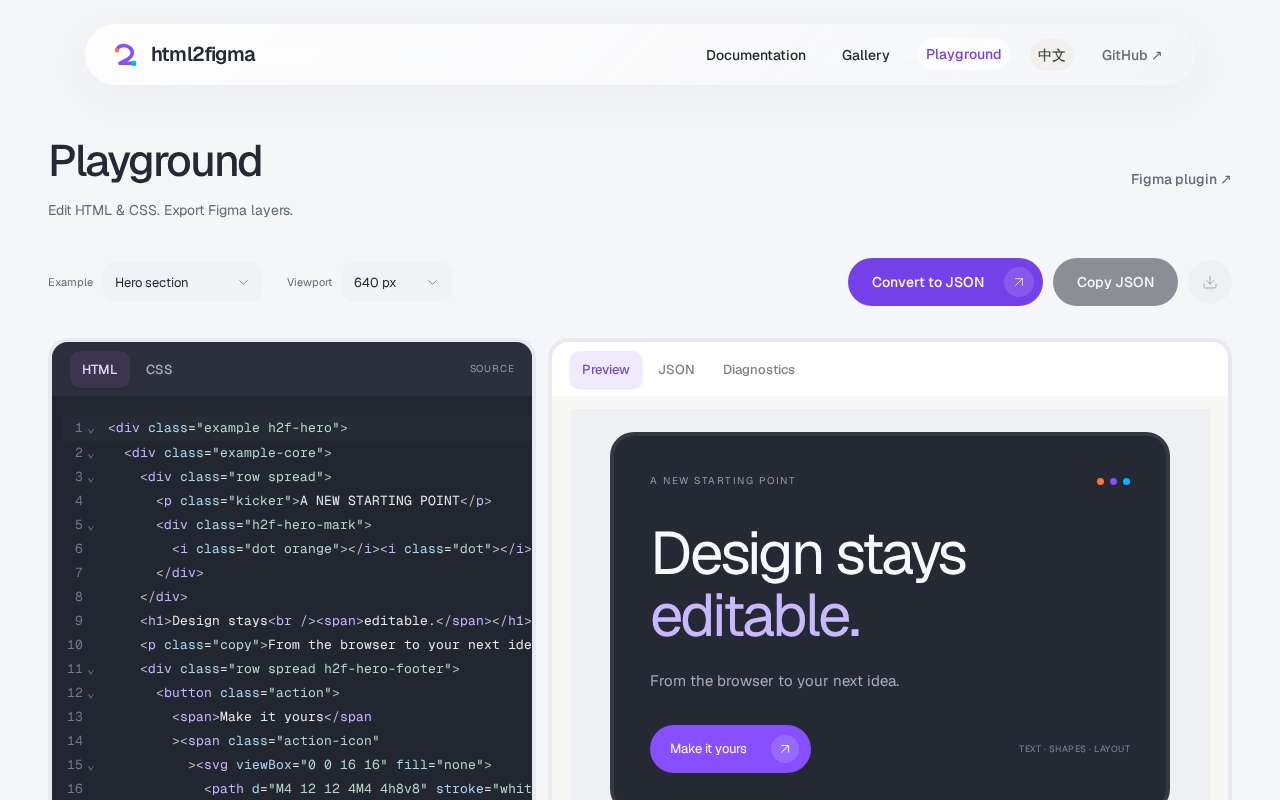 html2figma
Documentation Gallery Playground 中文 GitHub ↗
Playground
Figma plugin ↗
Edit HTML & CSS. Export Figma layers.
Example Hero section Viewport 640 px Convert to JSON Copy JSON
HTML CSS SOURCE
1 <div class="example h2f-hero">
2 <div class="example-core">
3 <div class="row spread">
4 <p class="kicker">A NEW STARTING POINT</p>
5 <div class="h2f-hero-mark">
6 <i class="dot orange"></i><i class="dot"></i>
7 </div>
8 </div>
9 <h1>Design stays<br /><span>editable.</span></h1>
10 <p class="copy">From the browser to your next ide
11 <div class="row spread h2f-hero-footer">
12 <button class="action">
13 <span>Make it yours</span
14 ><span class="action-icon"
15 ><svg viewBox="0 0 16 16" fill="none">
16 <path d="M4 12 12 4M4 4h8v8" stroke="whit
Preview JSON Diagnostics
A NEW STARTING POINT
Design stays
editable.
From the browser to your next idea.
Make it yours
TEXT · SHAPES · LAYOUT